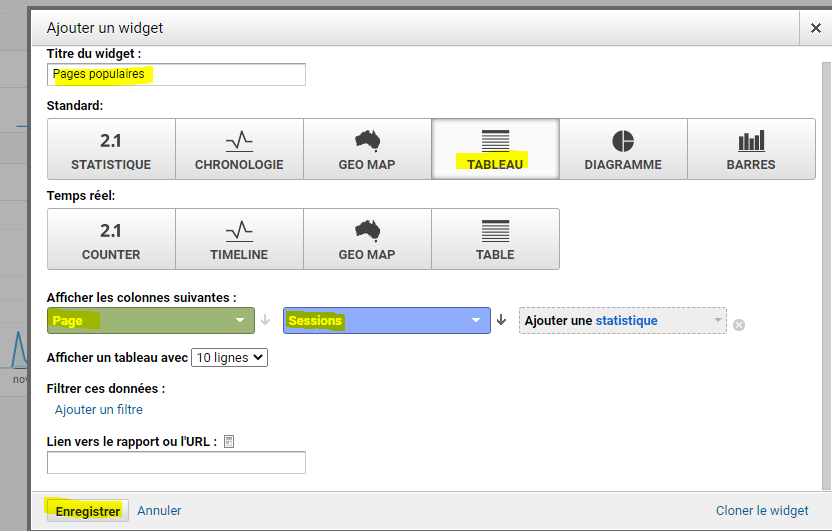 Ajouter un widget
Titre du widget :
Pages populaires
Standard:
2.1
STATISTIQUE CHRONOLOGIE GEO MAP TABLEAU DIAGRAMME BARRES
Temps réel:
2.1
COUNTER TIMELINE GEO MAP TABLE
Afficher les colonnes suivantes :
Page Sessions Ajouter une statistique
Afficher un tableau avec 10 lignes
Filtrer ces données :
Ajouter un filtre
Lien vers le rapport ou l'URL :
Enregistrer Annuler Cloner le widget